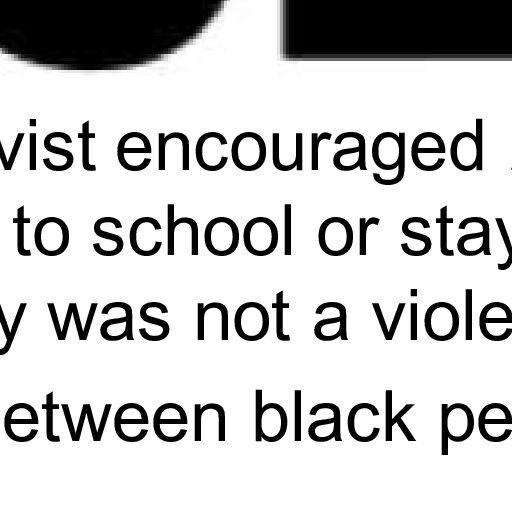 vist encouraged
to school or stay
y was not a viole
etween black pe